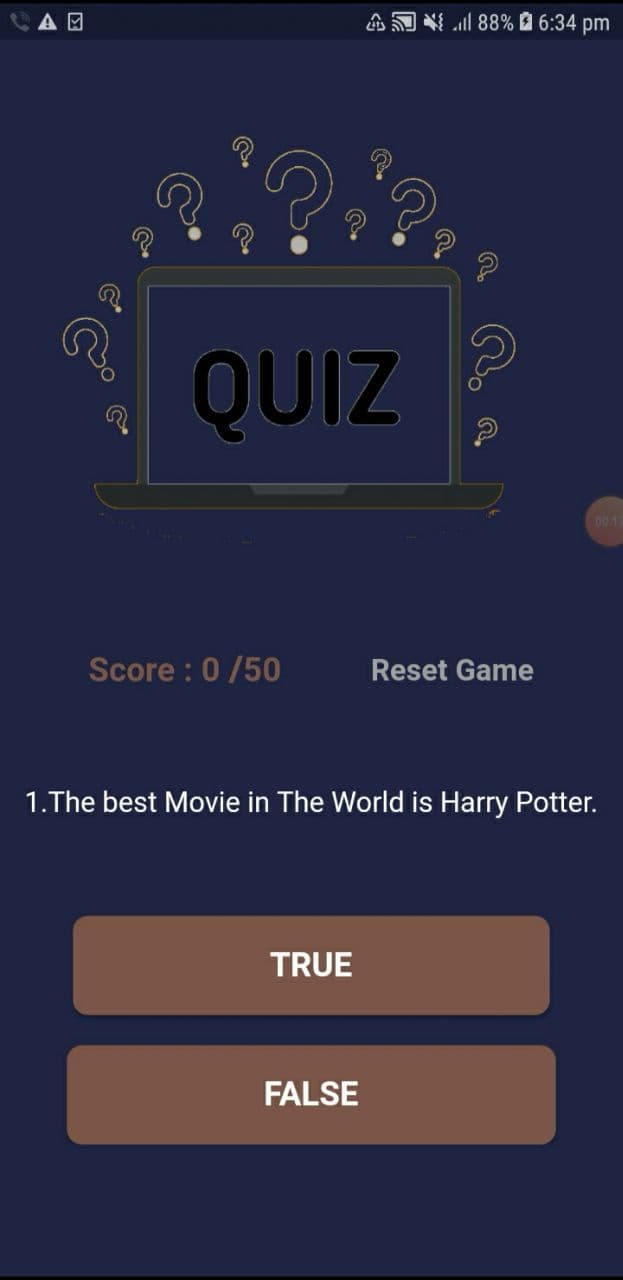 88% 6:34 pm
QUIZ
Score : 0 /50
Reset Game
1.The best Movie in The World is Harry Potter.
TRUE
FALSE